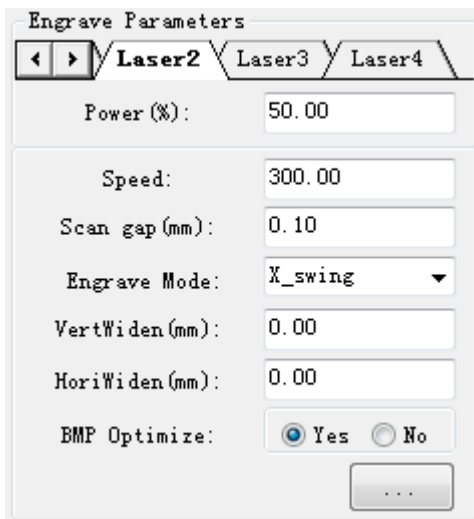 Engrave Parameters
Laser2 Laser3 Laser4
Power(%): 50.00
Speed: 300.00
Scan gap(mm): 0.10
Engrave Mode: X_swing
VertWiden(mm): 0.00
HoriWiden(mm): 0.00
BMP Optimize: Yes No
...